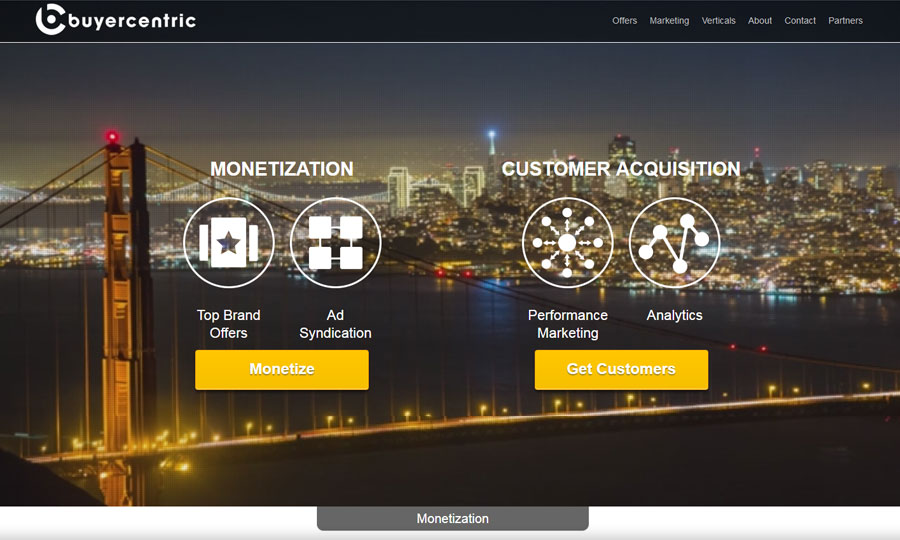 buyercentric
Offers Marketing Verticals About Contact Partners
MONETIZATION
CUSTOMER ACQUISITION
Top Brand
Offers
Ad
Syndication
Performance
Marketing
Analytics
Monetize
Get Customers
Monetization